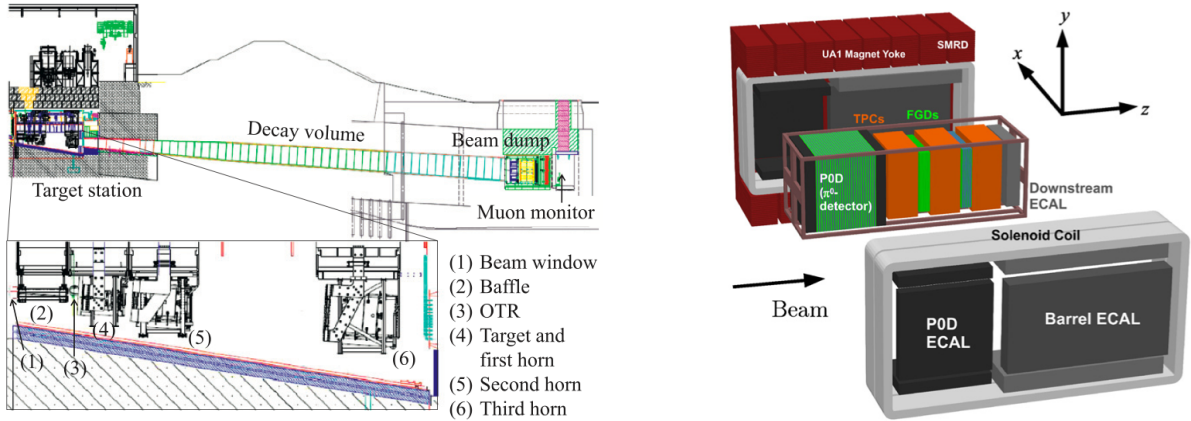 Decay volume
Beam dump
Target station
Muon monitor
(1) Beam window
(2) Baffle
(3) OTR
(4) Target and
first horn
(5) Second horn
(6) Third horn
(2)
(4)
(5)
(6)
(1)
(3)
UA1 Magnet Yoke
SMRD
y
x
z
TPCs
FGDs
P0D
(π⁰-
detector)
Downstream
ECAL
Solenoid Coil
Beam
P0D
ECAL
Barrel ECAL